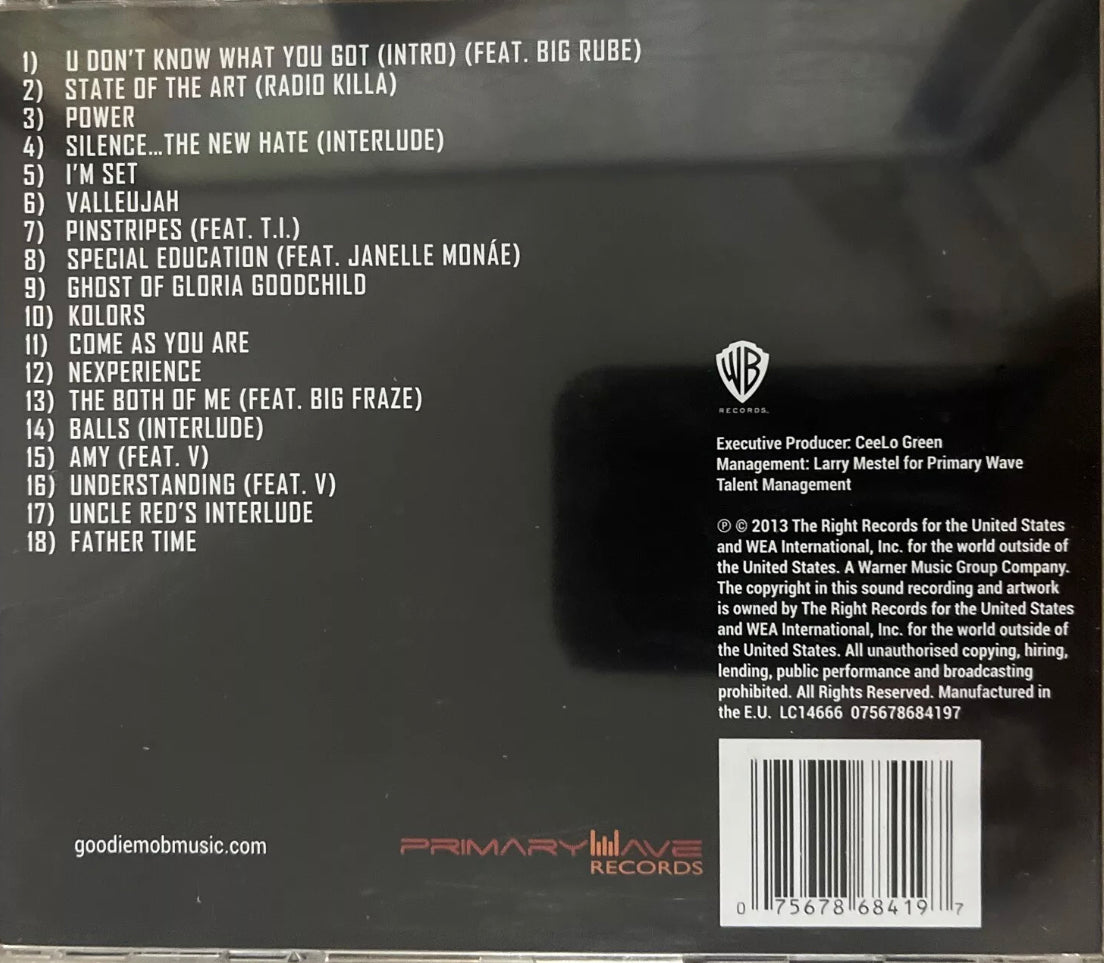 1) U DON'T KNOW WHAT YOU GOT (INTRO) (FEAT. BIG RUBE)
2) STATE OF THE ART (RADIO KILLA)
3) POWER
4) SILENCE...THE NEW HATE (INTERLUDE)
5) I'M SET
6) VALLEUJAH
7) PINSTRIPES (FEAT. T.I.)
8) SPECIAL EDUCATION (FEAT. JANELLE MONÁE)
9) GHOST OF GLORIA GOODCHILD
10) KOLORS
11) COME AS YOU ARE
12) NEXPERIENCE
13) THE BOTH OF ME (FEAT. BIG FRAZE)
14) BALLS (INTERLUDE)
15) AMY (FEAT. V)
16) UNDERSTANDING (FEAT. V)
17) UNCLE RED'S INTERLUDE
18) FATHER TIME
WB
RECORDS.
Executive Producer: CeeLo Green
Management: Larry Mestel for Primary Wave
Talent Management
℗ © 2013 The Right Records for the United States
and WEA International, Inc. for the world outside of
the United States. A Warner Music Group Company.
The copyright in this sound recording and artwork
is owned by The Right Records for the United States
and WEA International, Inc. for the world outside of
the United States. All unauthorised copying, hiring,
lending, public performance and broadcasting
prohibited. All Rights Reserved. Manufactured in
the E.U. LC14666 075678684197
goodiemobmusic.com
PRIMARY WAVE
RECORDS
0 75678 68419 7